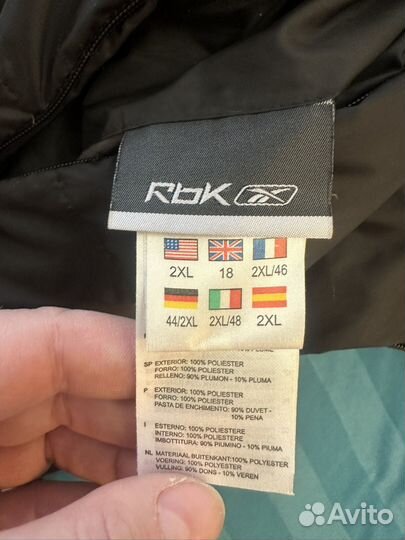 RbK
2XL 18 2XL/46
44/2XL 2XL/48 2XL
SP EXTERIOR: 100% POLIESTER
FORRO: 100% POLIESTER
RELLENO: 90% PLUMON - 10% PLUMA
P EXTERIOR: 100% POLIESTER
FORRO: 100% POLIESTER
PASTA DE ENCHIMENTO: 90% DUVET -
10% PENA
I ESTERNO: 100% POLIESTERE
INTERNO: 100% POLIESTERE
IMBOTTITURA: 90% PIUMINO - 10% PIUMA
NL MATERIAAL BUITENKANT:100% POLYESTER
VOERING: 100% POLYESTER
VULLING: 90% DONS - 10% VEREN
Avito